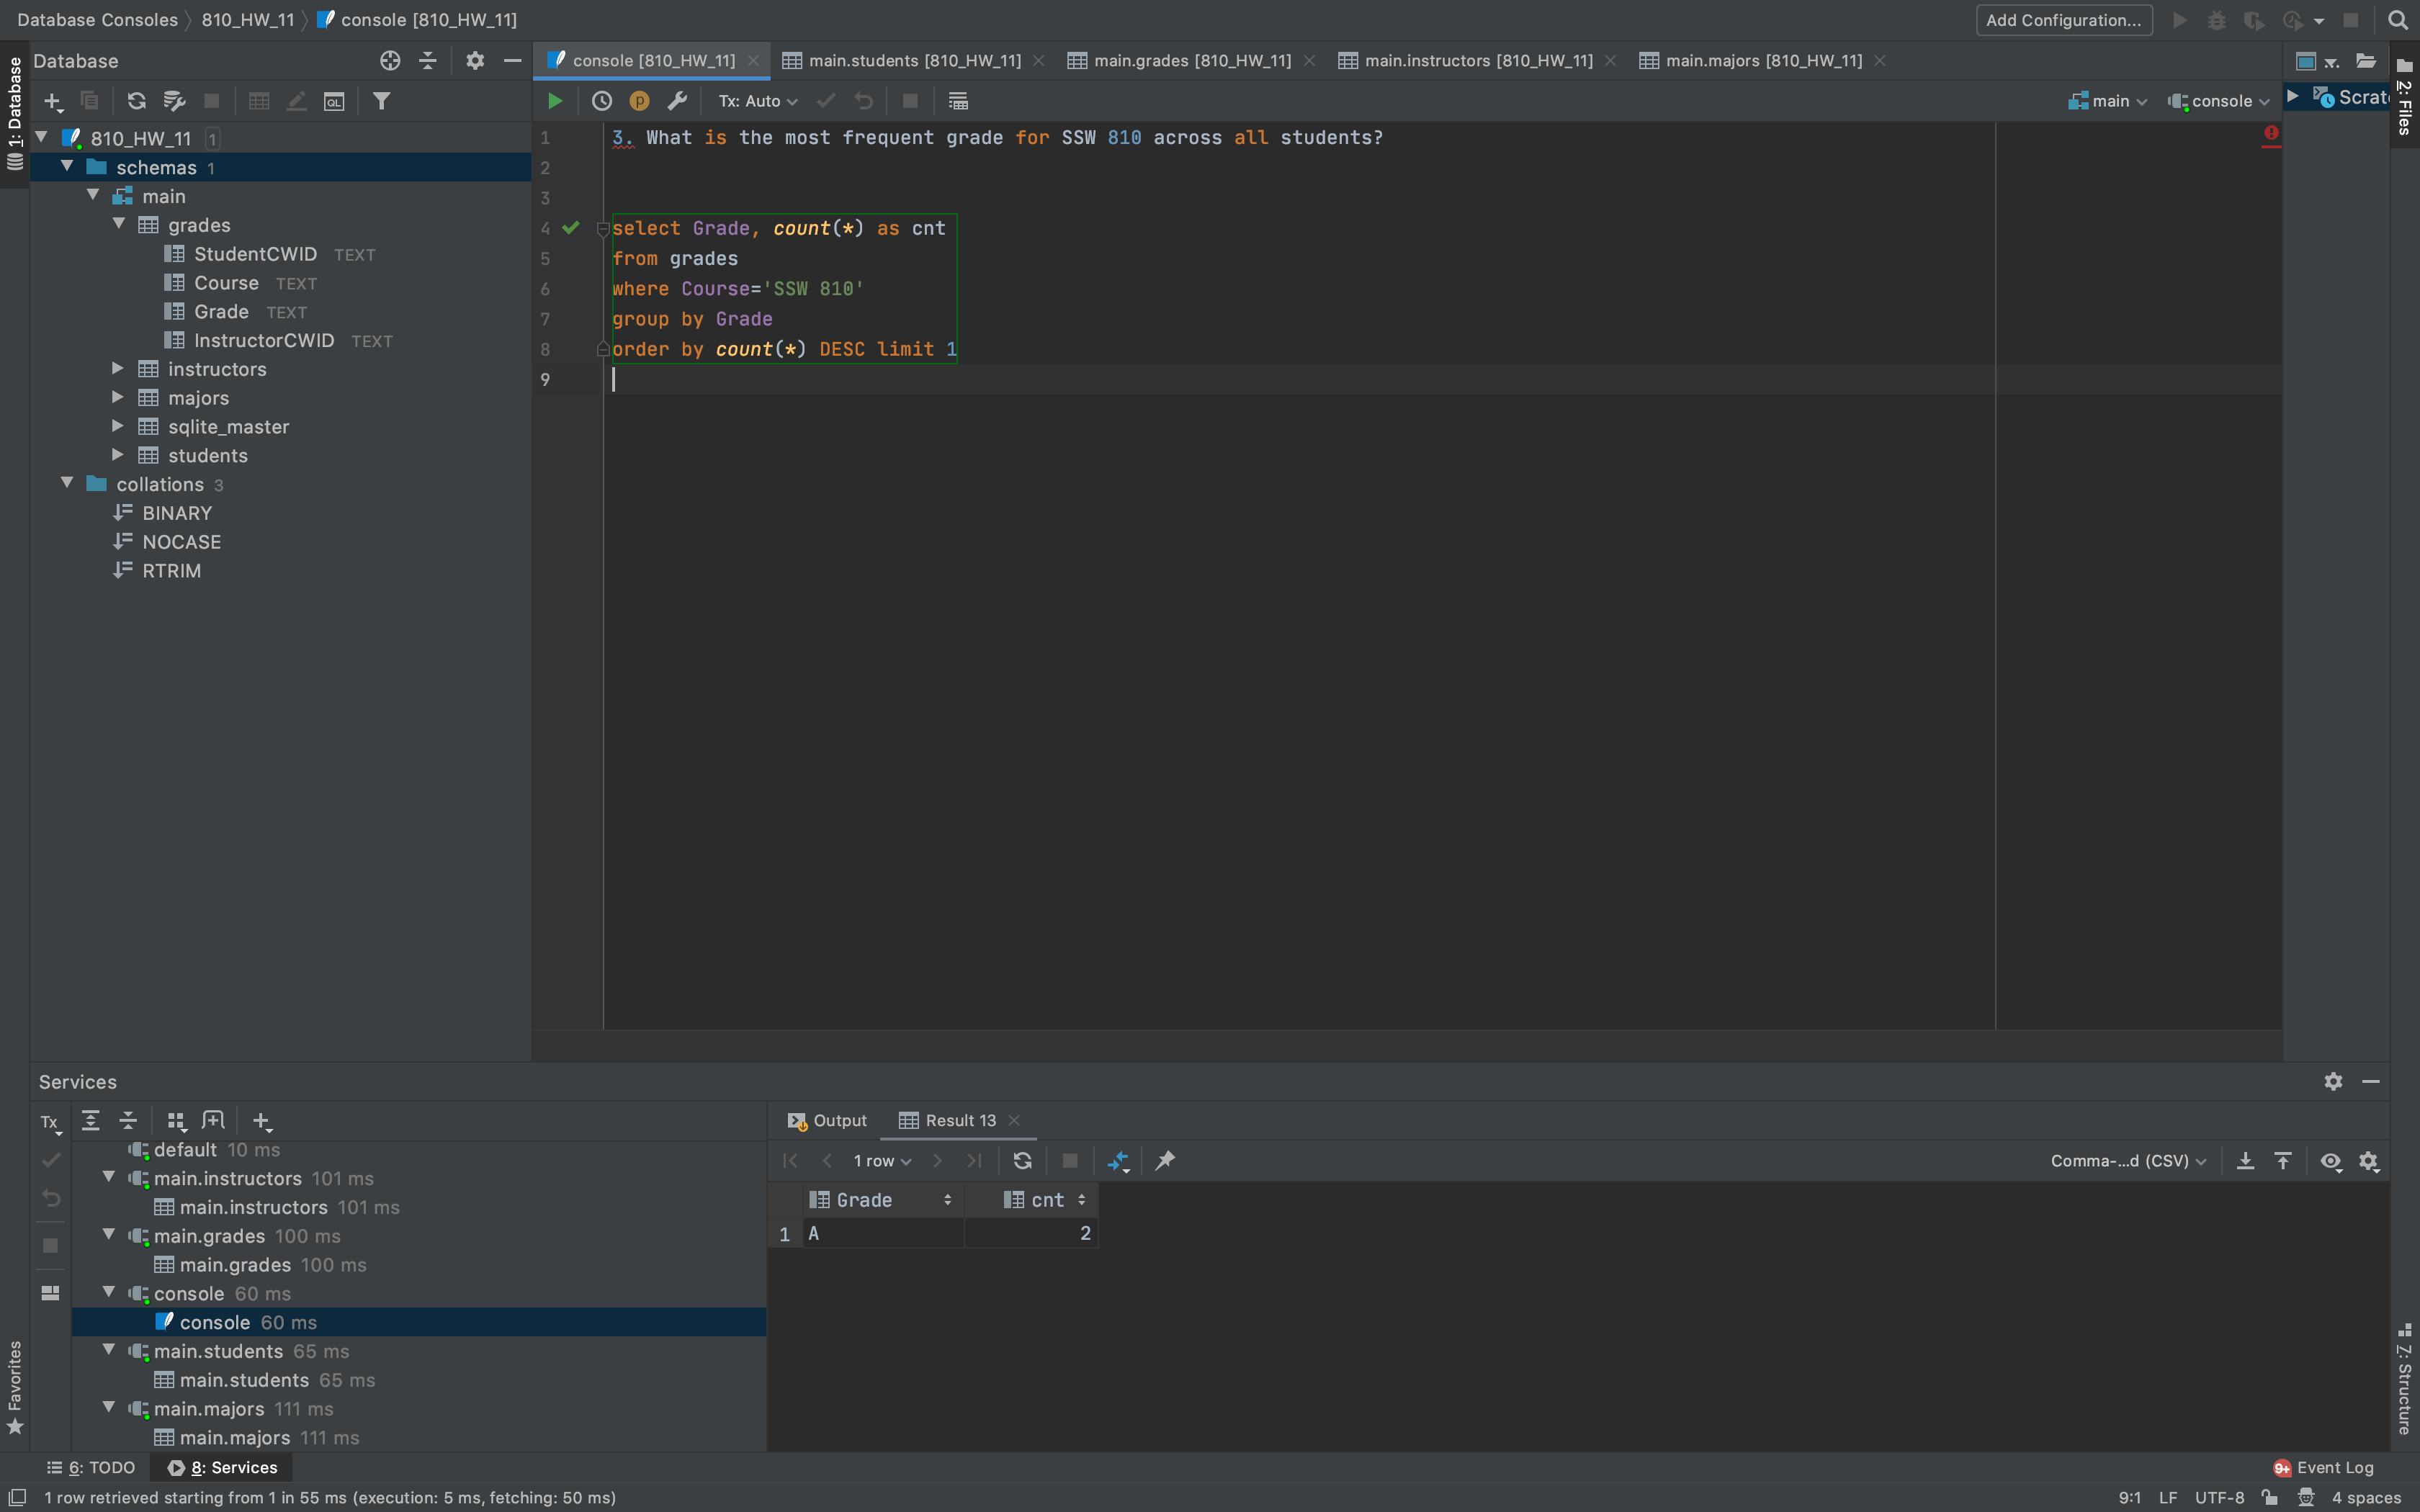 Database Consoles 810_HW_11 console [810_HW_11]
Add Configuration...
1: Database
Database
console [810_HW_11] main.students [810_HW_11] main.grades [810_HW_11] main.instructors [810_HW_11] main.majors [810_HW_11]
QL
p Tx: Auto
main console
Scrat
2: Files
810_HW_11 1
schemas 1
main
grades
StudentCWID TEXT
Course TEXT
Grade TEXT
InstructorCWID TEXT
instructors
majors
sqlite_master
students
collations 3
BINARY
NOCASE
RTRIM
1 3. What is the most frequent grade for SSW 810 across all students?
2
3
4 select Grade, count(*) as cnt
5 from grades
6 where Course='SSW 810'
7 group by Grade
8 order by count(*) DESC limit 1
9
Services
Tx
default 10 ms
main.instructors 101 ms
main.instructors 101 ms
main.grades 100 ms
main.grades 100 ms
console 60 ms
console 60 ms
main.students 65 ms
main.students 65 ms
main.majors 111 ms
main.majors 111 ms
Output Result 13
1 row
Comma-...d (CSV)
Grade cnt
1 A 2
Favorites
7: Structure
6: TODO 8: Services
9+ Event Log
1 row retrieved starting from 1 in 55 ms (execution: 5 ms, fetching: 50 ms)
9:1 LF UTF-8 4 spaces